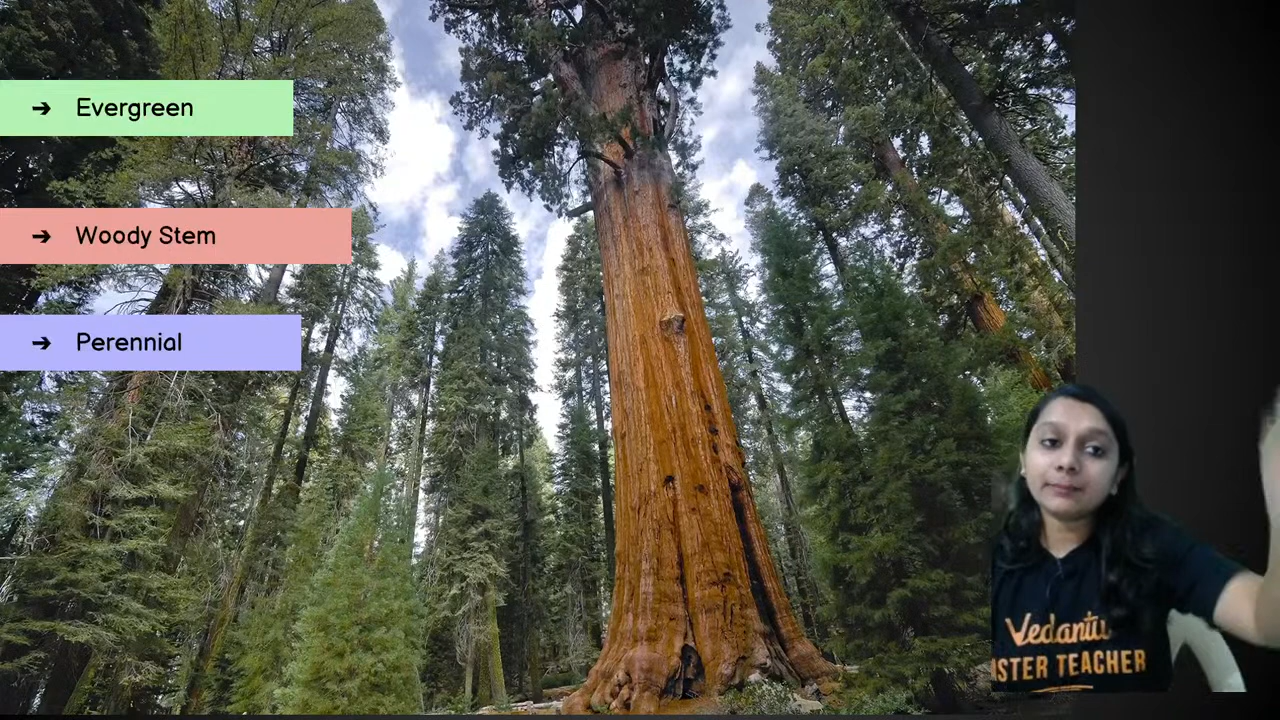 ➔ Evergreen
➔ Woody Stem
➔ Perennial
Vedantu
STER TEACHER